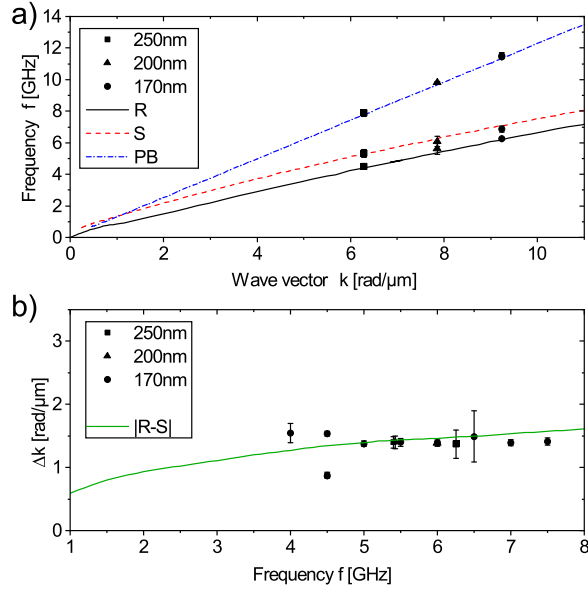 a)
14
12
10
8
6
4
2
0
Frequency f [GHz]
250nm
200nm
170nm
R
S
PB
0 2 4 6 8 10
Wave vector k [rad/µm]
b)
3
2
1
0
Δk [rad/µm]
250nm
200nm
170nm
|R-S|
1 2 3 4 5 6 7 8
Frequency f [GHz]